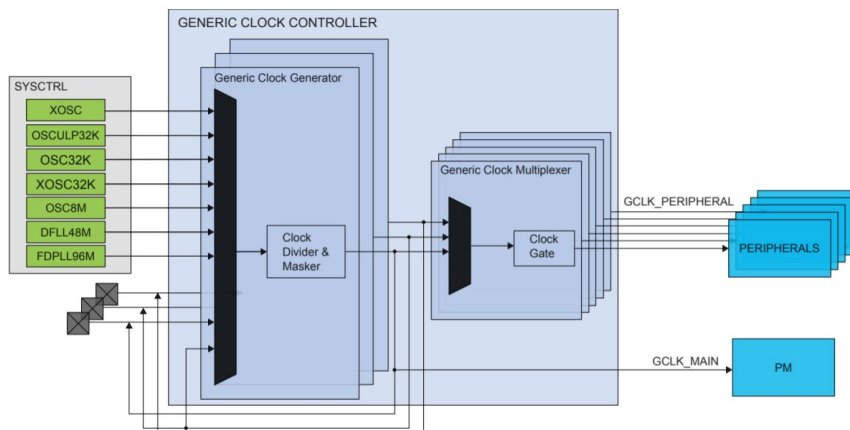 GENERIC CLOCK CONTROLLER
Generic Clock Generator
SYSCTRL
XOSC
OSCULP32K
OSC32K
XOSC32K
OSC8M
DFLL48M
FDPLL96M
Clock
Divider &
Masker
Generic Clock Multiplexer
Clock
Gate
GCLK_PERIPHERAL
PERIPHERALS
GCLK_MAIN
PM